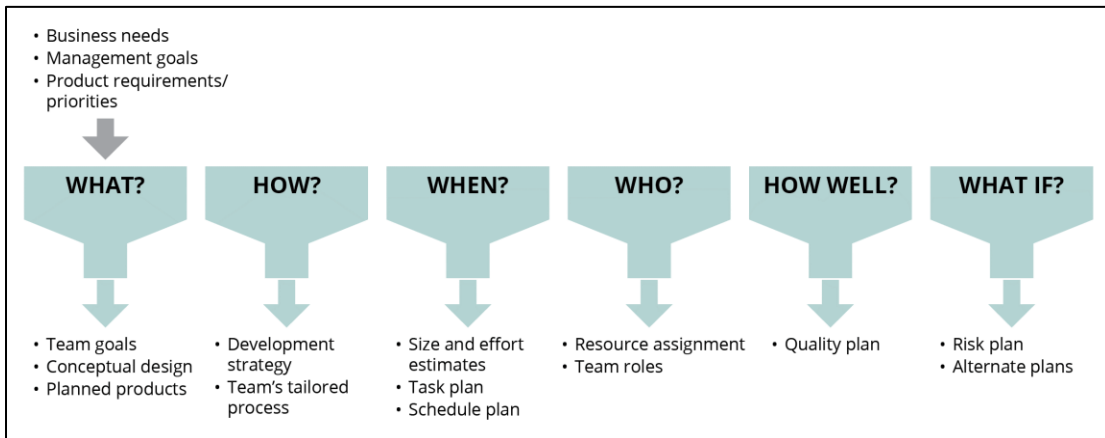 • Business needs
• Management goals
• Product requirements/
priorities
WHAT?
HOW?
WHEN?
WHO?
HOW WELL?
WHAT IF?
• Team goals
• Conceptual design
• Planned products
• Development
strategy
• Team’s tailored
process
• Size and effort
estimates
• Task plan
• Schedule plan
• Resource assignment
• Team roles
• Quality plan
• Risk plan
• Alternate plans